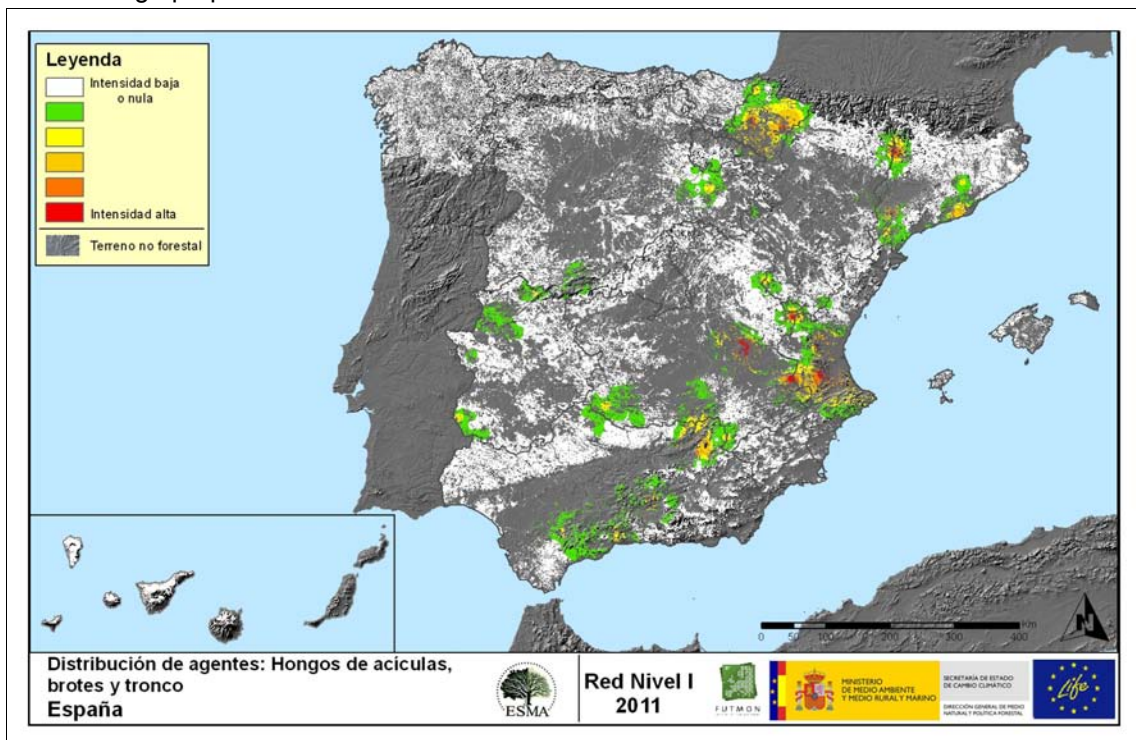 Leyenda
Intensidad baja
o nula
Intensidad alta
Terreno no forestal
Km
0 50 100 200 300 400
N
Distribución de agentes: Hongos de acículas,
brotes y tronco
España
ESMA
Red Nivel I
2011
FUTMON
MINISTERIO
DE MEDIO AMBIENTE
Y MEDIO RURAL Y MARINO
SECRETARÍA DE ESTADO
DE CAMBIO CLIMÁTICO
DIRECCIÓN GENERAL DE MEDIO
NATURAL Y POLÍTICA FORESTAL
Life